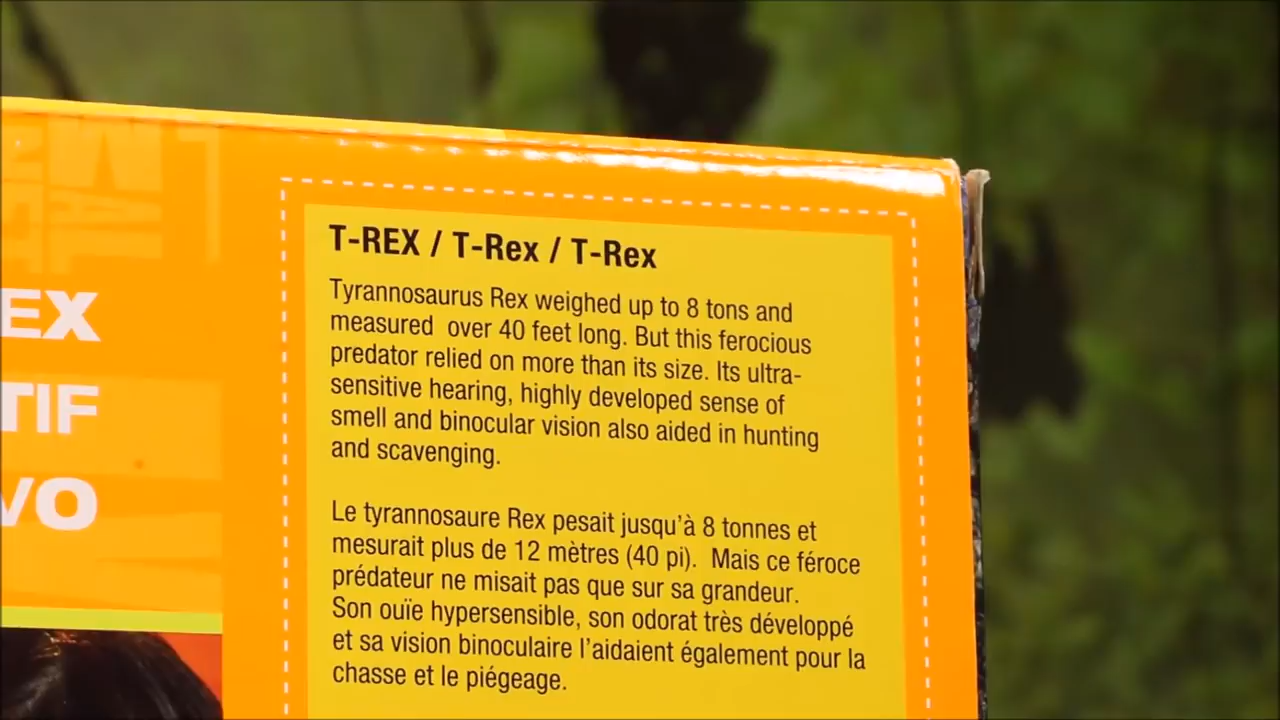 T-REX / T-Rex / T-Rex
Tyrannosaurus Rex weighed up to 8 tons and
measured over 40 feet long. But this ferocious
predator relied on more than its size. Its ultra-
sensitive hearing, highly developed sense of
smell and binocular vision also aided in hunting
and scavenging.
Le tyrannosaure Rex pesait jusqu'à 8 tonnes et
mesurait plus de 12 mètres (40 pi). Mais ce féroce
prédateur ne misait pas que sur sa grandeur.
Son ouïe hypersensible, son odorat très développé
et sa vision binoculaire l'aidaient également pour la
chasse et le piégeage.
EX
TIF
VO